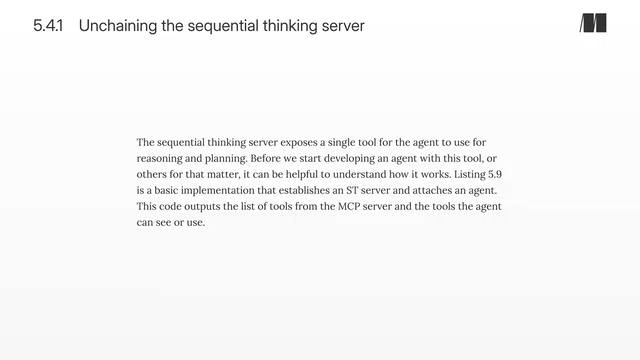 5.4.1 Unchaining the sequential thinking server
The sequential thinking server exposes a single tool for the agent to use for
reasoning and planning. Before we start developing an agent with this tool, or
others for that matter, it can be helpful to understand how it works. Listing 5.9
is a basic implementation that establishes an ST server and attaches an agent.
This code outputs the list of tools from the MCP server and the tools the agent
can see or use.